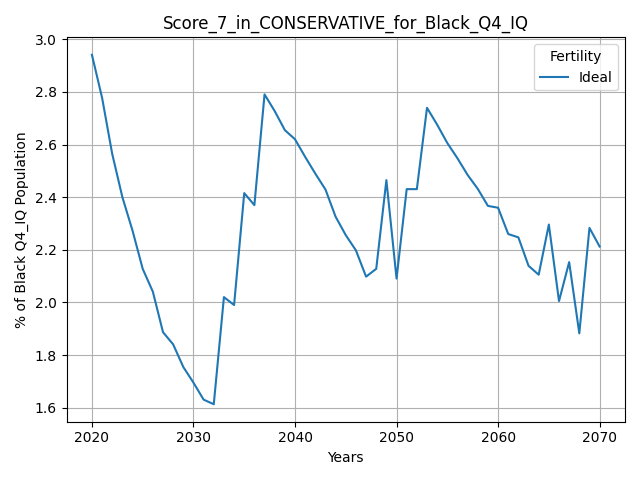 Score_7_in_CONSERVATIVE_for_Black_Q4_IQ
Fertility
Ideal
% of Black Q4_IQ Population
3.0
2.8
2.6
2.4
2.2
2.0
1.8
1.6
2020
2030
2040
2050
2060
2070
Years